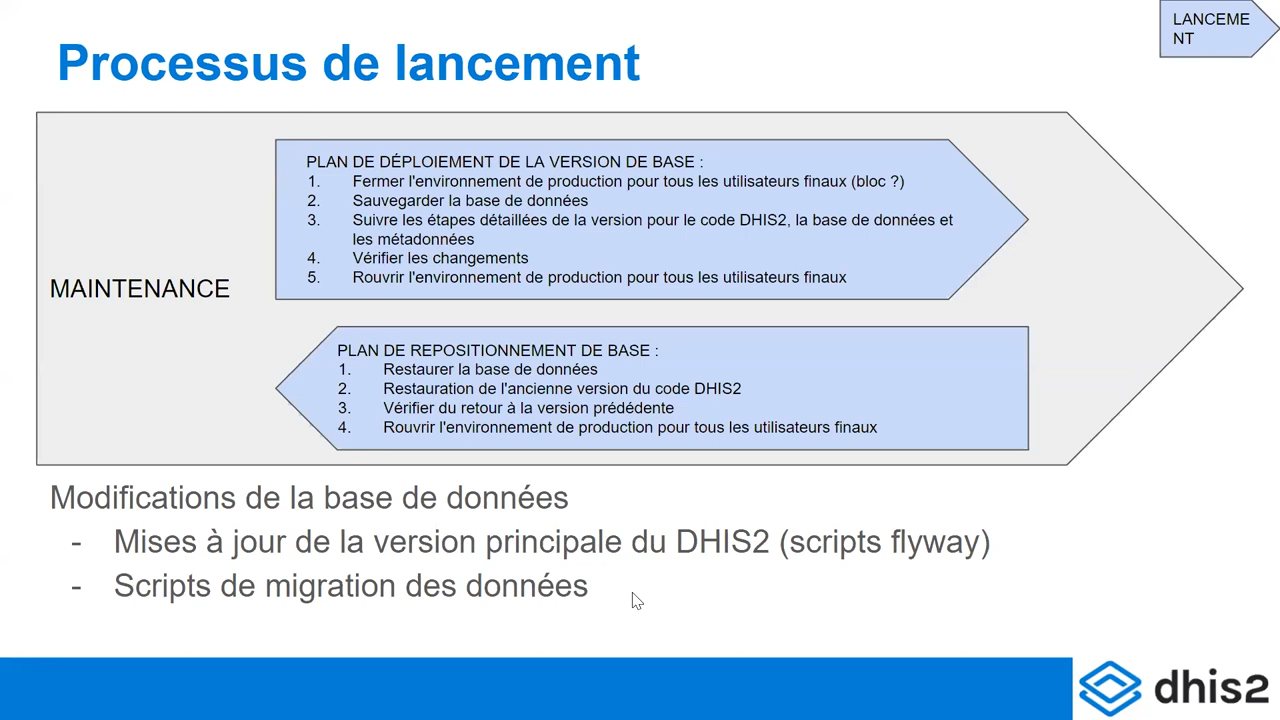 LANCEME
NT
Processus de lancement
PLAN DE DÉPLOIEMENT DE LA VERSION DE BASE :
1. Fermer l'environnement de production pour tous les utilisateurs finaux (bloc ?)
2. Sauvegarder la base de données
3. Suivre les étapes détaillées de la version pour le code DHIS2, la base de données et
les métadonnées
4. Vérifier les changements
5. Rouvrir l'environnement de production pour tous les utilisateurs finaux
MAINTENANCE
PLAN DE REPOSITIONNEMENT DE BASE :
1. Restaurer la base de données
2. Restauration de l'ancienne version du code DHIS2
3. Vérifier du retour à la version prédédente
4. Rouvrir l'environnement de production pour tous les utilisateurs finaux
Modifications de la base de données
- Mises à jour de la version principale du DHIS2 (scripts flyway)
- Scripts de migration des données
dhis2